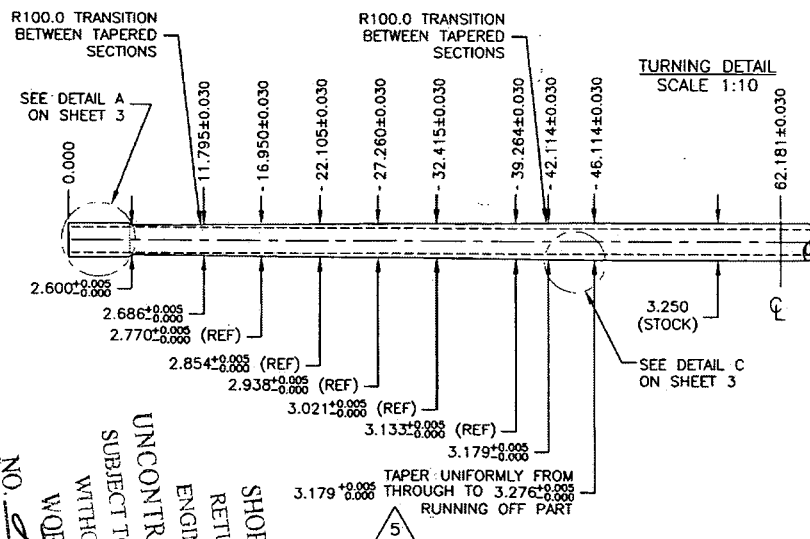 R100.0 TRANSITION
BETWEEN TAPERED
SECTIONS
R100.0 TRANSITION
BETWEEN TAPERED
SECTIONS
TURNING DETAIL
SCALE 1:10
SEE DETAIL A
ON SHEET 3
0.000
11.795±0.030
16.950±0.030
22.105±0.030
27.260±0.030
32.415±0.030
39.264±0.030
42.114±0.030
46.114±0.030
62.181±0.030
2.600 +0.005 -0.000
2.686 +0.005 -0.000
2.770 +0.005 -0.000 (REF)
2.854 +0.005 -0.000 (REF)
2.938 +0.005 -0.000 (REF)
3.021 +0.005 -0.000 (REF)
3.133 +0.005 -0.000 (REF)
3.179 +0.005 -0.000
3.250
(STOCK)
℄
SEE DETAIL C
ON SHEET 3
TAPER UNIFORMLY FROM
3.179 +0.005 0.000 THROUGH TO 3.276 +0.005 -0.000
RUNNING OFF PART
5
SHOP
RETU
ENGIN
UNCONTR
SUBJECT T
WITHO
WOR
NO.